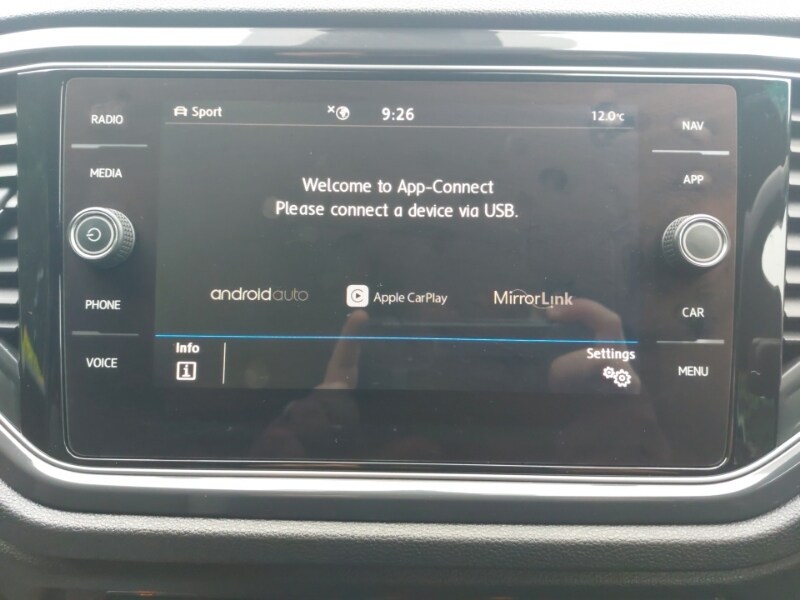 RADIO
MEDIA
PHONE
VOICE
Sport 9:26 12.0°C
Welcome to App-Connect
Please connect a device via USB.
androidauto Apple CarPlay MirrorLink
Info Settings
NAV
APP
CAR
MENU